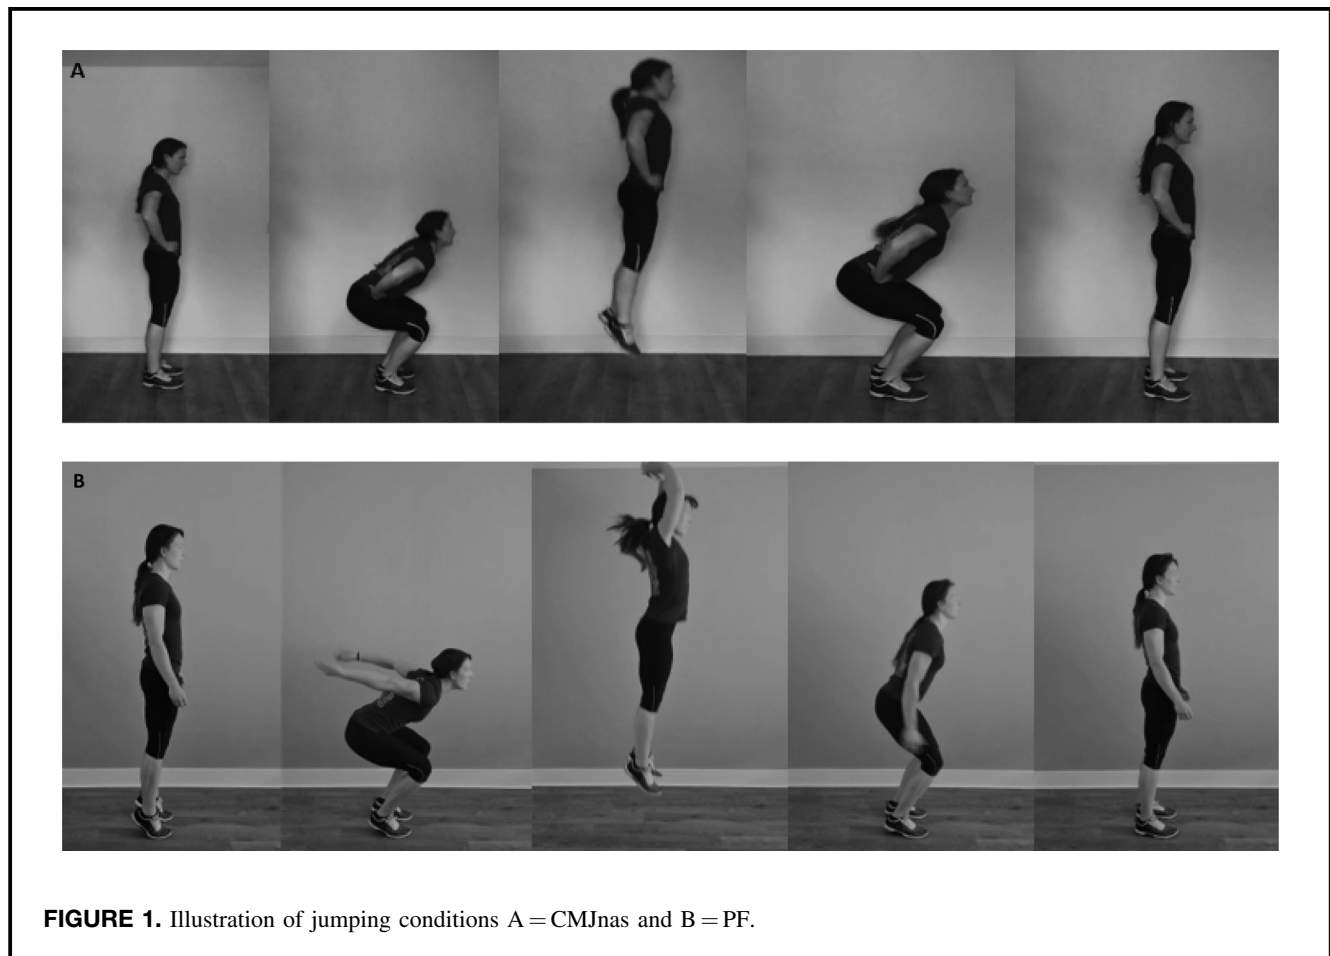 A
B
FIGURE 1. Illustration of jumping conditions A = CMJnas and B = PF.